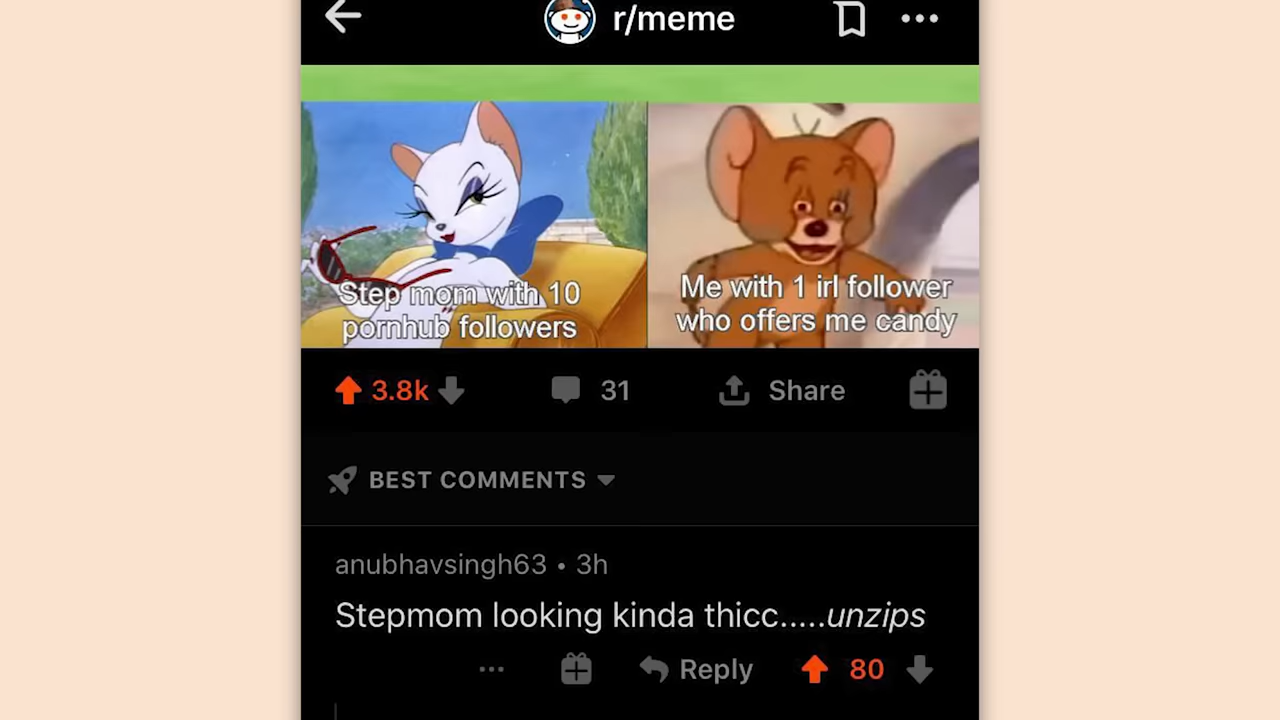 r/meme
Step mom with 10
pornhub followers
Me with 1 irl follower
who offers me candy
3.8k
31
Share
BEST COMMENTS
anubhavsingh63 • 3h
Stepmom looking kinda thicc.....unzips
Reply
80